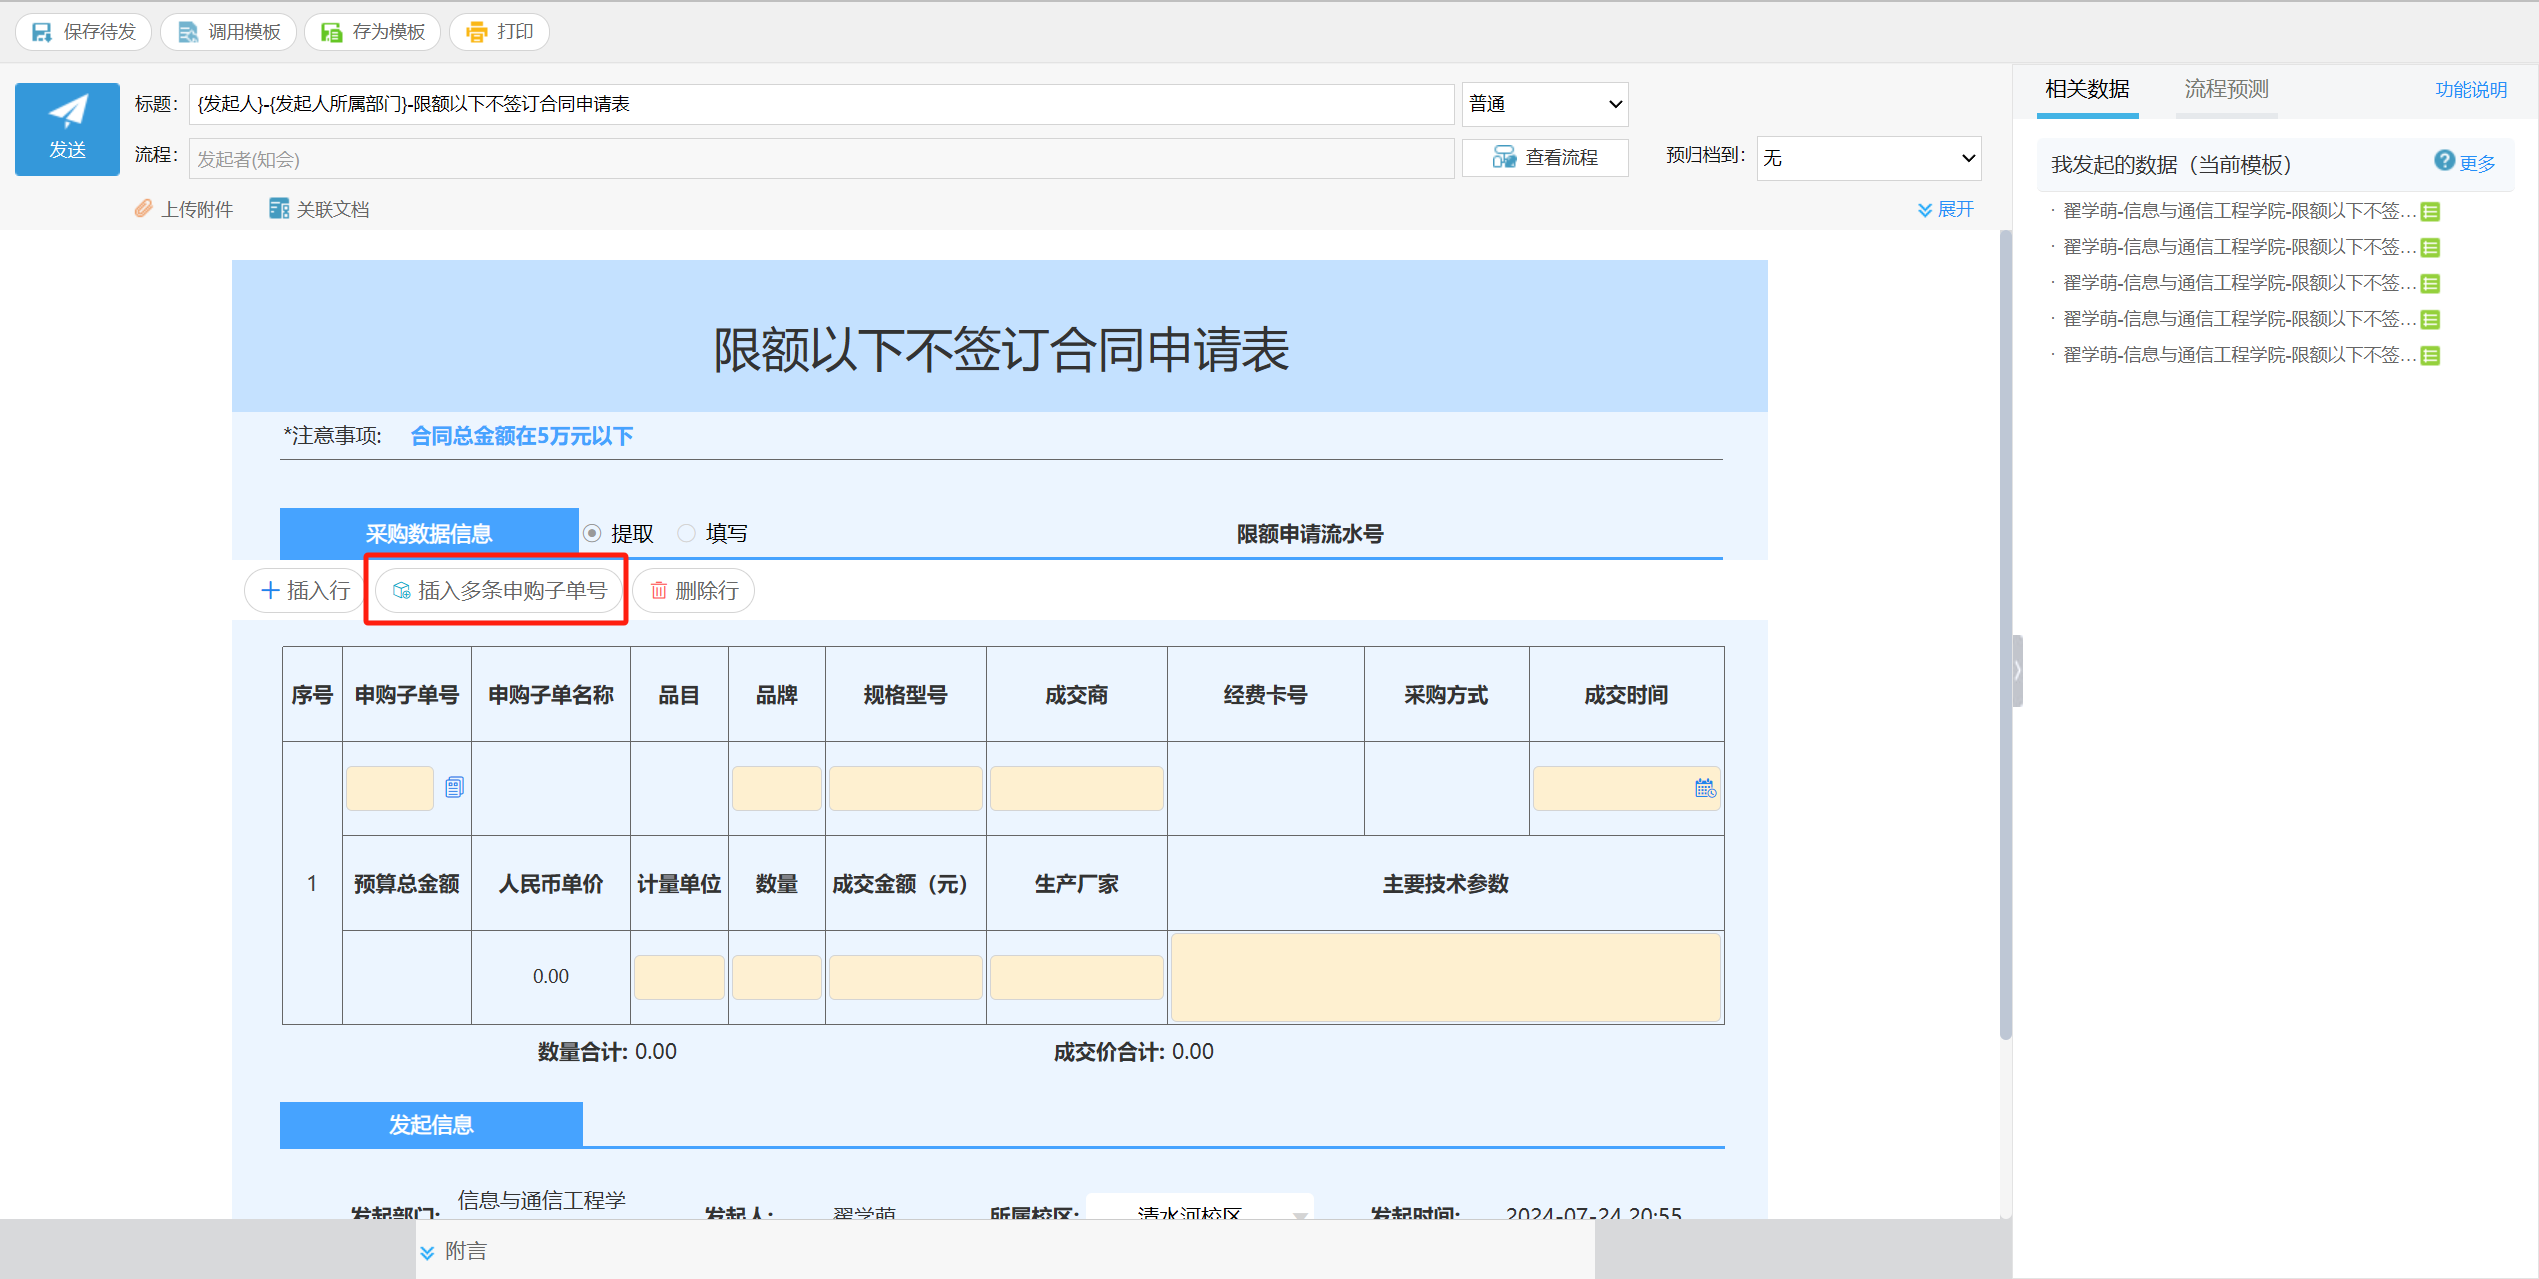 保存待发 调用模板 存为模板 打印
发送
标题: {发起人}-{发起人所属部门}-限额以下不签订合同申请表 普通
流程: 发起者(知会) 查看流程 预归档到: 无
上传附件 关联文档 展开
相关数据 流程预测 功能说明
我发起的数据（当前模板） 更多
· 翟学萌-信息与通信工程学院-限额以下不签...
· 翟学萌-信息与通信工程学院-限额以下不签...
· 翟学萌-信息与通信工程学院-限额以下不签...
· 翟学萌-信息与通信工程学院-限额以下不签...
· 翟学萌-信息与通信工程学院-限额以下不签...
限额以下不签订合同申请表
*注意事项: 合同总金额在5万元以下
采购数据信息 提取 填写 限额申请流水号
插入行 插入多条申购子单号 删除行
序号 申购子单号 申购子单名称 品目 品牌 规格型号 成交商 经费卡号 采购方式 成交时间
1 预算总金额 人民币单价 计量单位 数量 成交金额（元） 生产厂家 主要技术参数
0.00
数量合计: 0.00 成交价合计: 0.00
发起信息
信息与通信工程学
发起部门: 发起人: 翟学萌 所属校区: 清水河校区 发起时间: 2024-07-24 20:55
附言